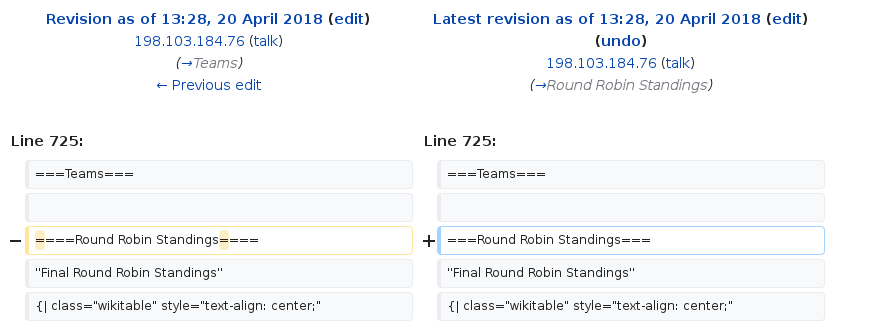 Revision as of 13:28, 20 April 2018 (edit)
198.103.184.76 (talk)
(→Teams)
← Previous edit
Latest revision as of 13:28, 20 April 2018 (edit)
(undo)
198.103.184.76 (talk)
(→Round Robin Standings)
Line 725:
Line 725:
===Teams===
===Teams===
− ====Round Robin Standings====
+ ===Round Robin Standings===
"Final Round Robin Standings"
"Final Round Robin Standings"
{| class="wikitable" style="text-align: center;"
{| class="wikitable" style="text-align: center;"